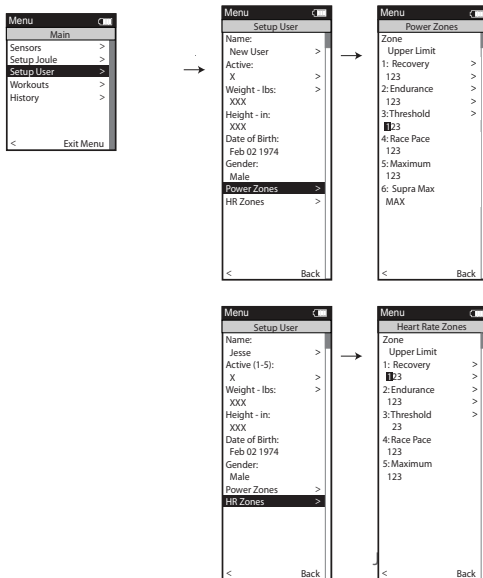 Menu
Main
Sensors >
Setup Joule >
Setup User >
Workouts >
History >
< Exit Menu
Menu
Setup User
Name:
New User >
Active:
X >
Weight - lbs: >
XXX
Height - in:
XXX
Date of Birth:
Feb 02 1974
Gender:
Male
Power Zones >
HR Zones >
< Back
Menu
Power Zones
Zone
Upper Limit
1: Recovery >
123
2: Endurance >
123
3: Threshold >
123
4: Race Pace
123
5: Maximum
123
6: Supra Max
MAX
< Back
Menu
Setup User
Name:
Jesse >
Active (1-5):
X >
Weight - lbs: >
XXX
Height - in:
XXX
Date of Birth:
Feb 02 1974
Gender:
Male
Power Zones >
HR Zones >
< Back
Menu
Heart Rate Zones
Zone
Upper Limit
1: Recovery >
123 >
2: Endurance >
123 >
3: Threshold >
23
4: Race Pace
123
5: Maximum
123
< Back